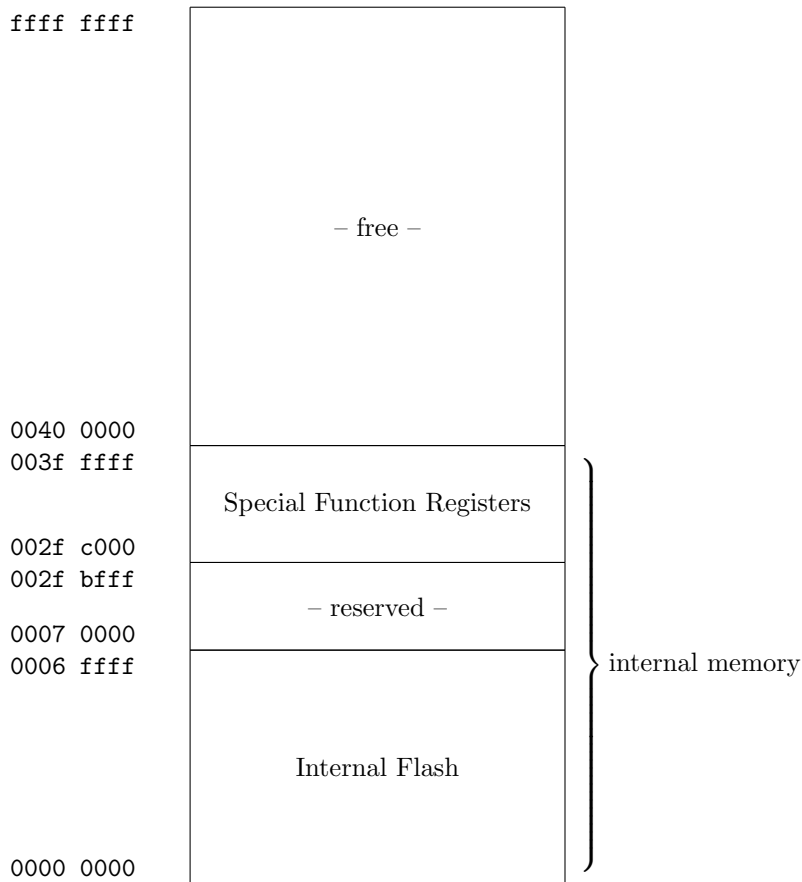 ffff ffff
– free –
0040 0000
003f ffff
Special Function Registers
002f c000
002f bfff
– reserved –
0007 0000
0006 ffff
internal memory
Internal Flash
0000 0000